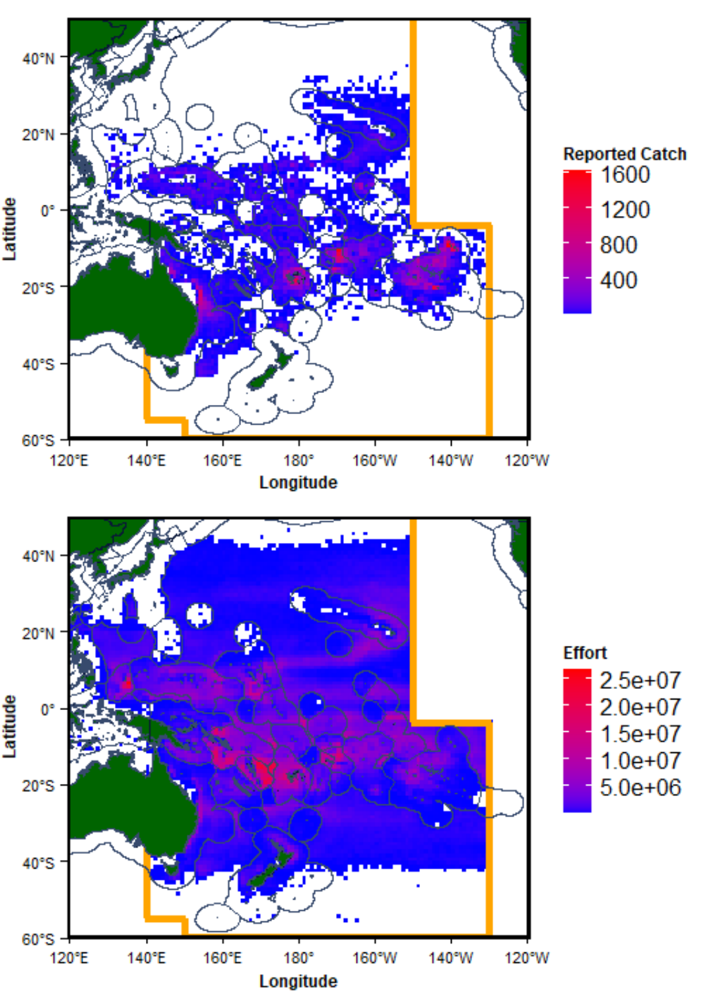 40°N
20°N
0°
20°S
40°S
60°S
Latitude
120°E 140°E 160°E 180° 160°W 140°W 120°W
Longitude
Reported Catch
1600
1200
800
400
40°N
20°N
0°
20°S
40°S
60°S
Latitude
120°E 140°E 160°E 180° 160°W 140°W 120°W
Longitude
Effort
2.5e+07
2.0e+07
1.5e+07
1.0e+07
5.0e+06